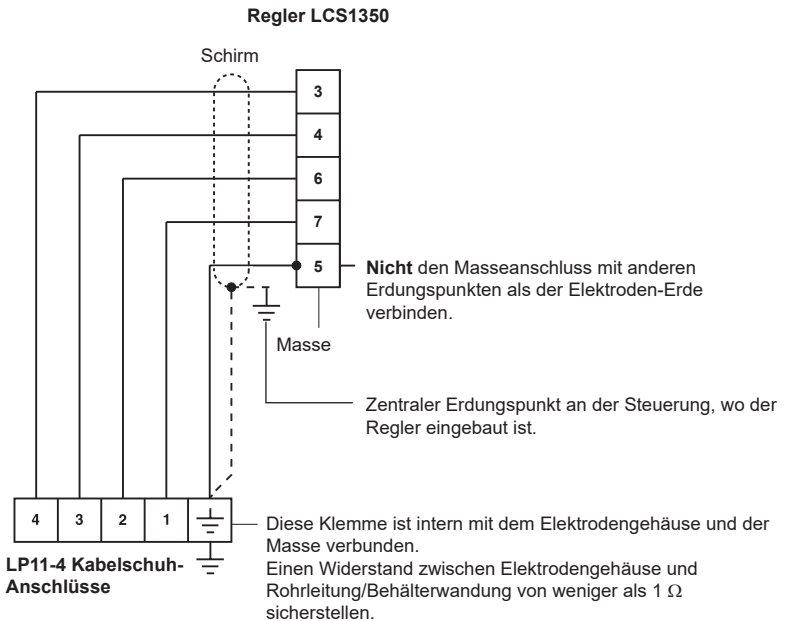 Regler LCS1350
Schirm
3
4
6
7
5
Nicht den Masseanschluss mit anderen
Erdungspunkten als der Elektroden-Erde
verbinden.
Masse
Zentraler Erdungspunkt an der Steuerung, wo der
Regler eingebaut ist.
4 3 2 1
LP11-4 Kabelschuh-
Anschlüsse
Diese Klemme ist intern mit dem Elektrodengehäuse und der
Masse verbunden.
Einen Widerstand zwischen Elektrodengehäuse und
Rohrleitung/Behälterwandung von weniger als 1 Ω
sicherstellen.